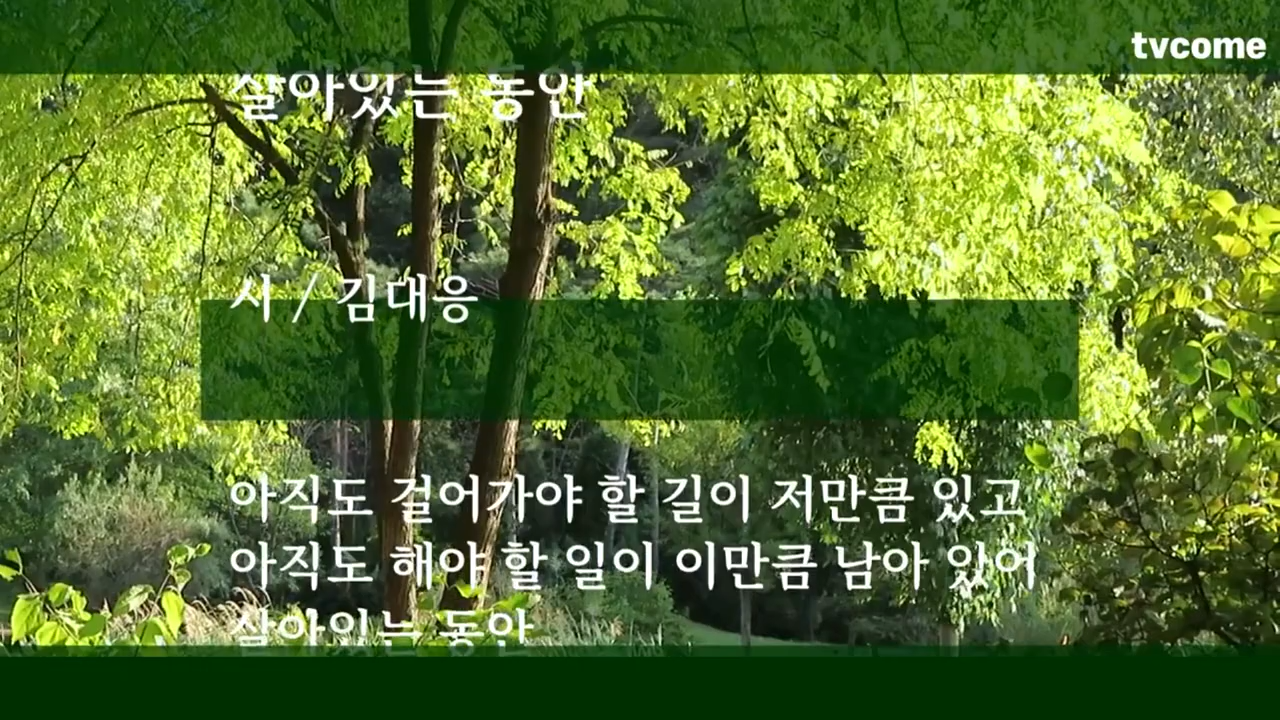 tvcome
살아있는 동안
시 / 김대응
아직도 걸어가야 할 길이 저만큼 있고
아직도 해야 할 일이 이만큼 남아 있어
살아있는 동안